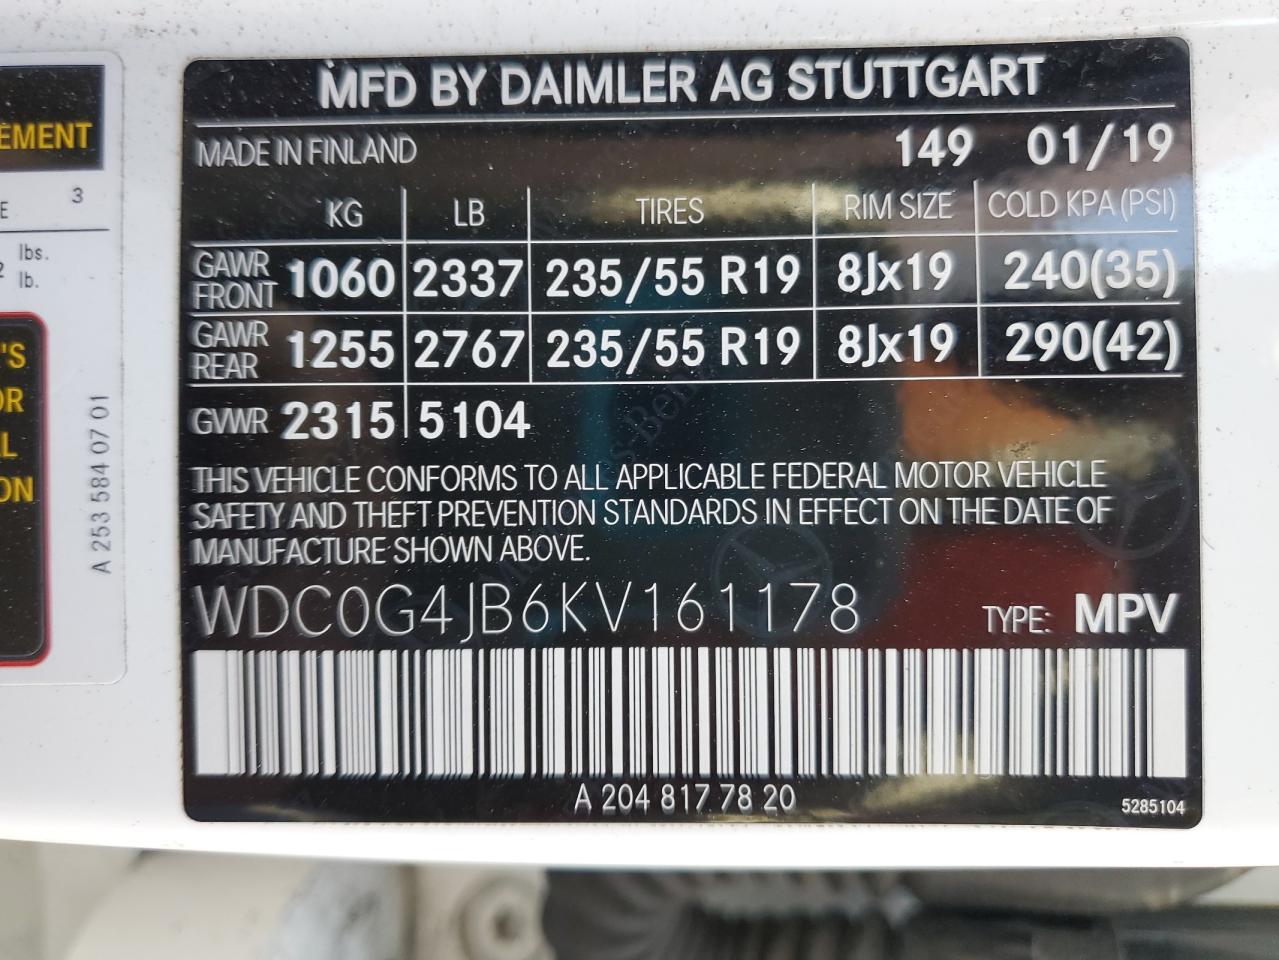 EMENT
E 3
2 lbs.
lb.
'S
OR
L
ON
A 253 584 07 01
MFD BY DAIMLER AG STUTTGART
MADE IN FINLAND 149 01/19
KG LB TIRES RIM SIZE COLD KPA (PSI)
GAWR FRONT 1060 2337 235/55 R19 8Jx19 240(35)
GAWR REAR 1255 2767 235/55 R19 8Jx19 290(42)
GVWR 2315 5104
THIS VEHICLE CONFORMS TO ALL APPLICABLE FEDERAL MOTOR VEHICLE
SAFETY AND THEFT PREVENTION STANDARDS IN EFFECT ON THE DATE OF
MANUFACTURE SHOWN ABOVE.
WDC0G4JB6KV161178 TYPE: MPV
A 204 817 78 20
5285104